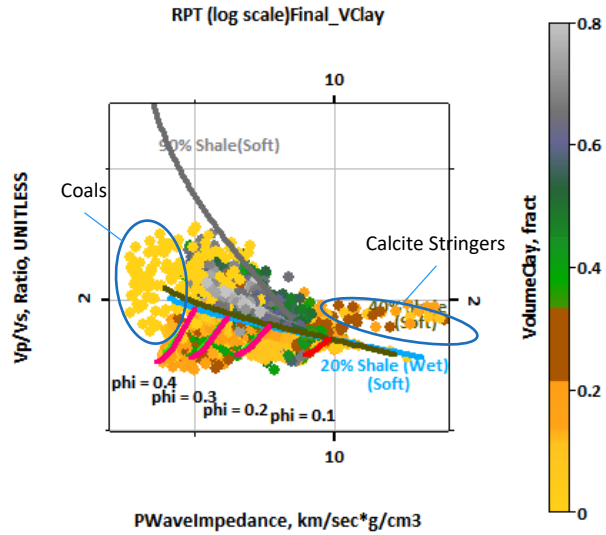 RPT (log scale)Final_VClay
10
0.8
90% Shale(Soft)
Coals
Calcite Stringers
0.6
Vp/Vs, Ratio, UNITLESS
2
2
40% Shale
(Soft)
VolumeClay, fract
0.4
20% Shale (Wet)
(Soft)
phi = 0.4
phi = 0.3
phi = 0.2
phi = 0.1
0.2
10
0
PWaveImpedance, km/sec*g/cm3